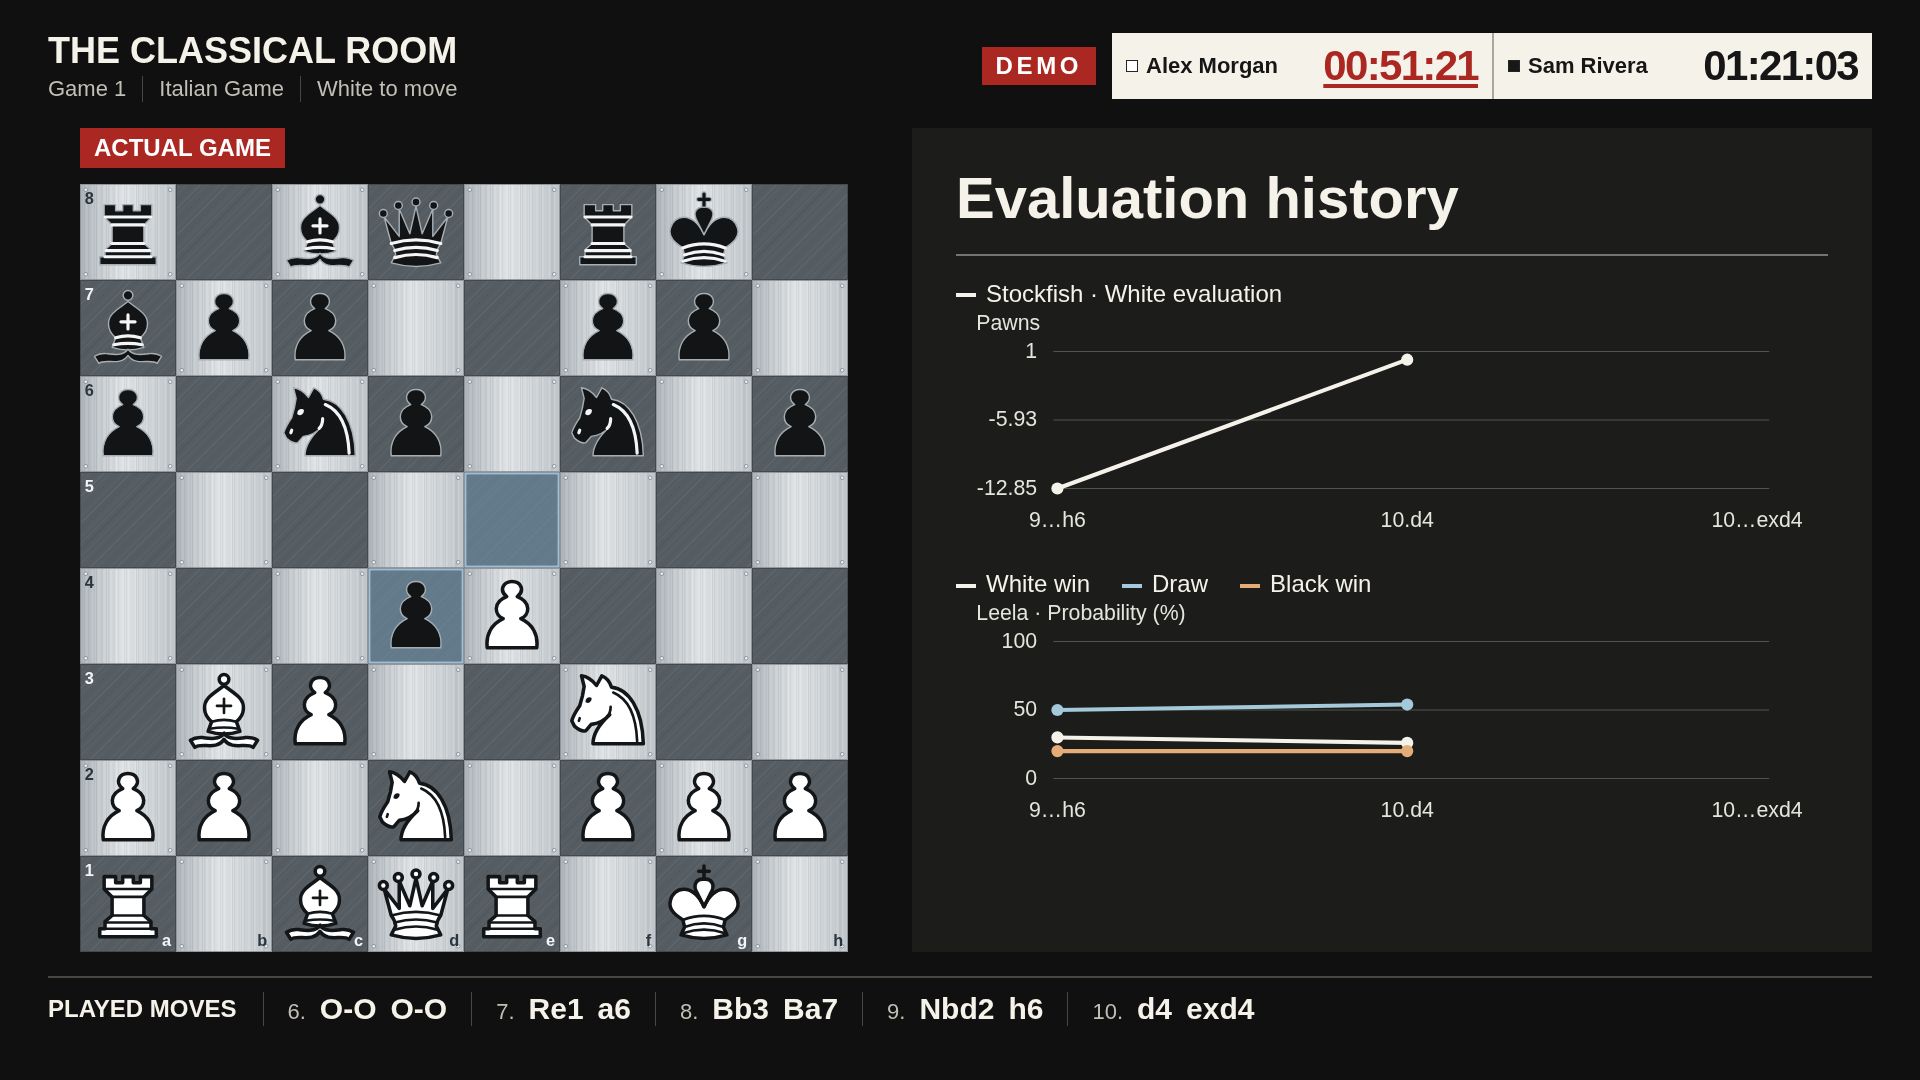 THE CLASSICAL ROOM
Game 1 Italian Game White to move
DEMO
Alex Morgan 00:51:21
Sam Rivera 01:21:03
ACTUAL GAME
8
7
6
5
4
3
2
1
a b c d e f g h
Evaluation history
Stockfish · White evaluation
Pawns
1
-5.93
-12.85
9…h6 10.d4 10…exd4
White win Draw Black win
Leela · Probability (%)
100
50
0
9…h6 10.d4 10…exd4
PLAYED MOVES 6. O-O O-O 7. Re1 a6 8. Bb3 Ba7 9. Nbd2 h6 10. d4 exd4